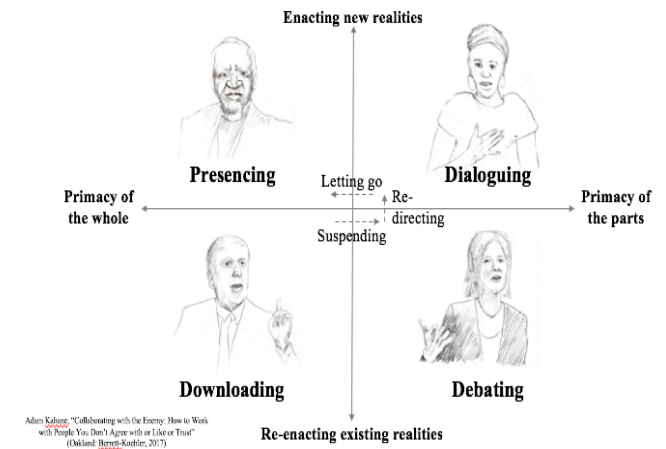 Enacting new realities
Presencing
Dialoguing
Letting go
Re-
directing
Primacy of
the whole
Primacy of
the parts
Suspending
Downloading
Debating
Adam Kahane, “Collaborating with the Enemy: How to Work
with People You Don’t Agree with or Like or Trust”
(Oakland: Berrett-Koehler, 2017)
Re-enacting existing realities